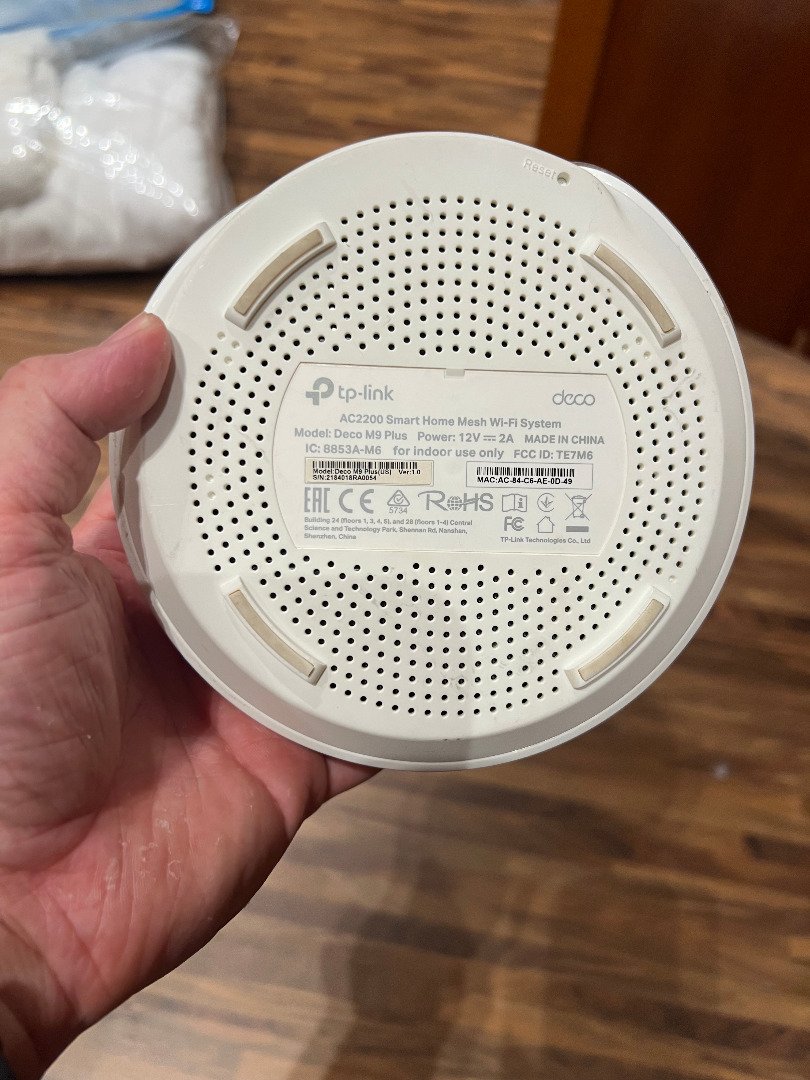 Reset
tp-link
deco
AC2200 Smart Home Mesh Wi-Fi System
Model: Deco M9 Plus Power: 12V ⎓ 2A MADE IN CHINA
IC: 8853A-M6 for indoor use only FCC ID: TE7M6
Model:Deco M9 Plus(US) Ver:1.0
S/N:2184018RA0054
MAC:AC-84-C6-AE-0D-49
EAC CE 5734 RoHS
FC
Building 24 (floors 1, 3, 4, 5), and 28 (floors 1-4) Central
Science and Technology Park, Shennan Rd, Nanshan,
Shenzhen, China
TP-Link Technologies Co., Ltd